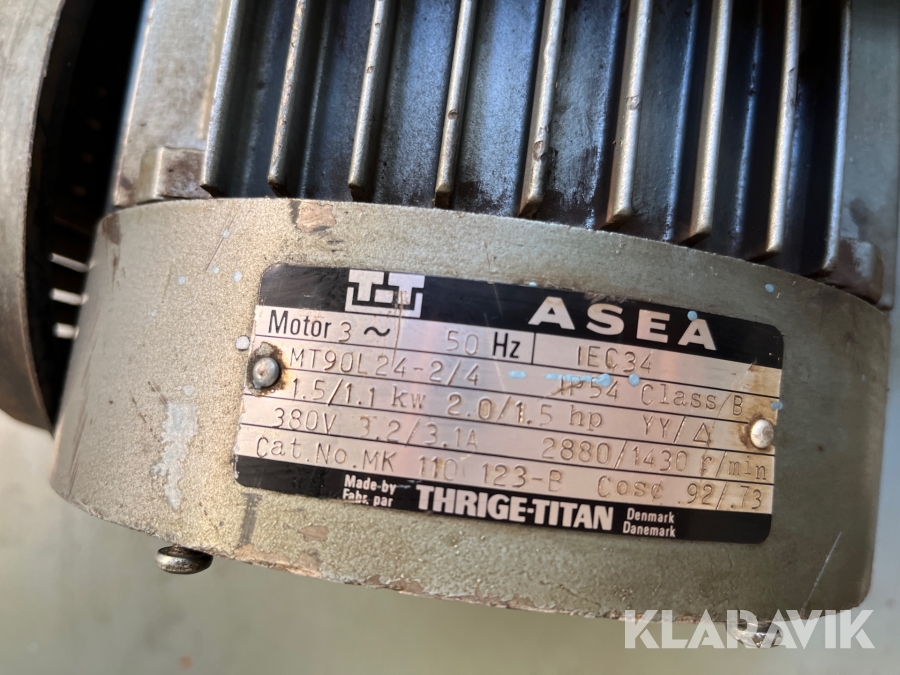 T-T ASEA
Motor 3 ~ 50 Hz IEC34
MT90L24-2/4 IP54 Class/B
1.5/1.1 kw 2.0/1.5 hp YY/Δ
380V 3.2/3.1A 2880/1430 r/min
Cat.No.MK 110 123-B Cosφ .92/.73
Made-by
Fabr. par
THRIGE-TITAN
Denmark
Danemark
KLARAVIK